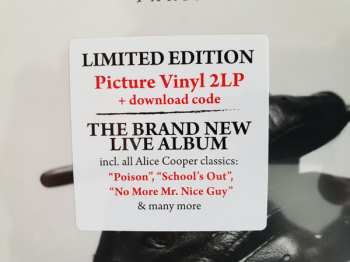 LIMITED EDITION
Picture Vinyl 2LP
+ download code
THE BRAND NEW
LIVE ALBUM
incl. all Alice Cooper classics:
“Poison”, “School’s Out”,
“No More Mr. Nice Guy”
& many more